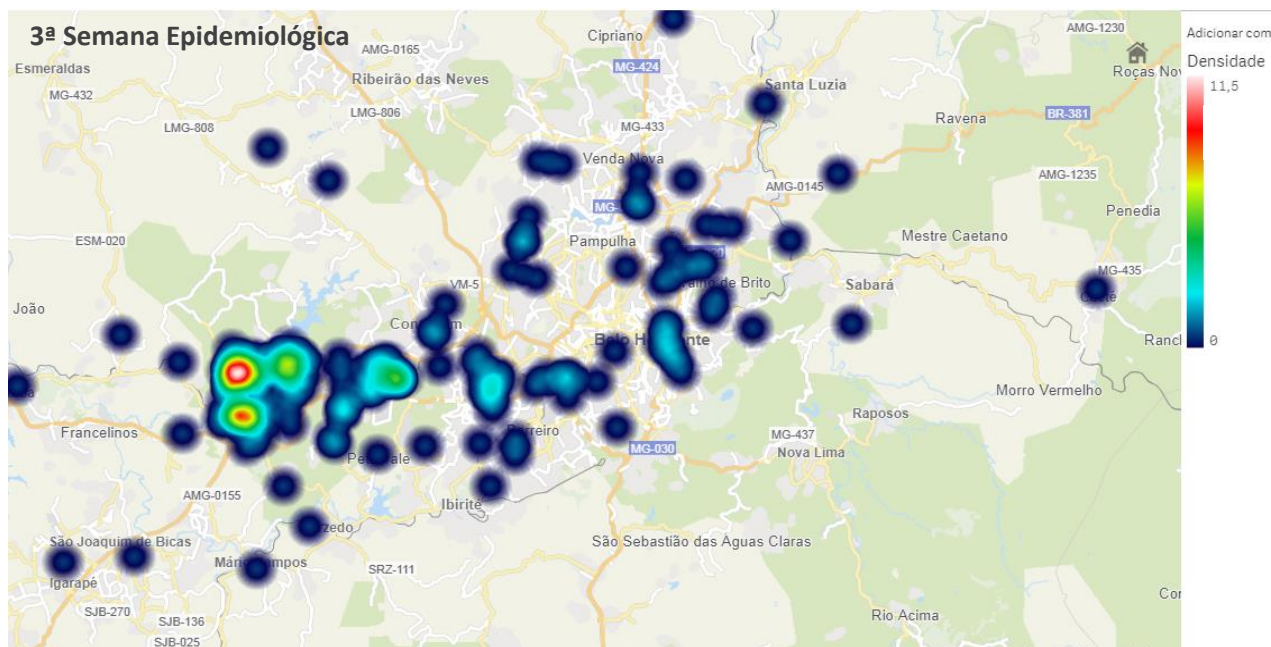 3ª Semana Epidemiológica
Cipriano
AMG-1230
Adicionar com
AMG-0165
Esmeraldas
Ribeirão das Neves
MG-424
Densidade
Roças Nov
Santa Luzia
11,5
MG-432
LMG-806
BR-381
Ravena
LMG-808
MG-433
Venda Nova
AMG-1235
AMG-0145
Penedia
ESM-020
Pampulha
Mestre Caetano
MG-435
VM-5
de Brito
Sabará
João
0
Morro Vermelho
Raposos
Francelinos
Barreiro
MG-437
MG-030
Nova Lima
AMG-0155
Ibirité
São Joaquim de Bicas
São Sebastião das Águas Claras
SRZ-111
Igarapé
SJB-270
SJB-136
Rio Acima
SJB-025